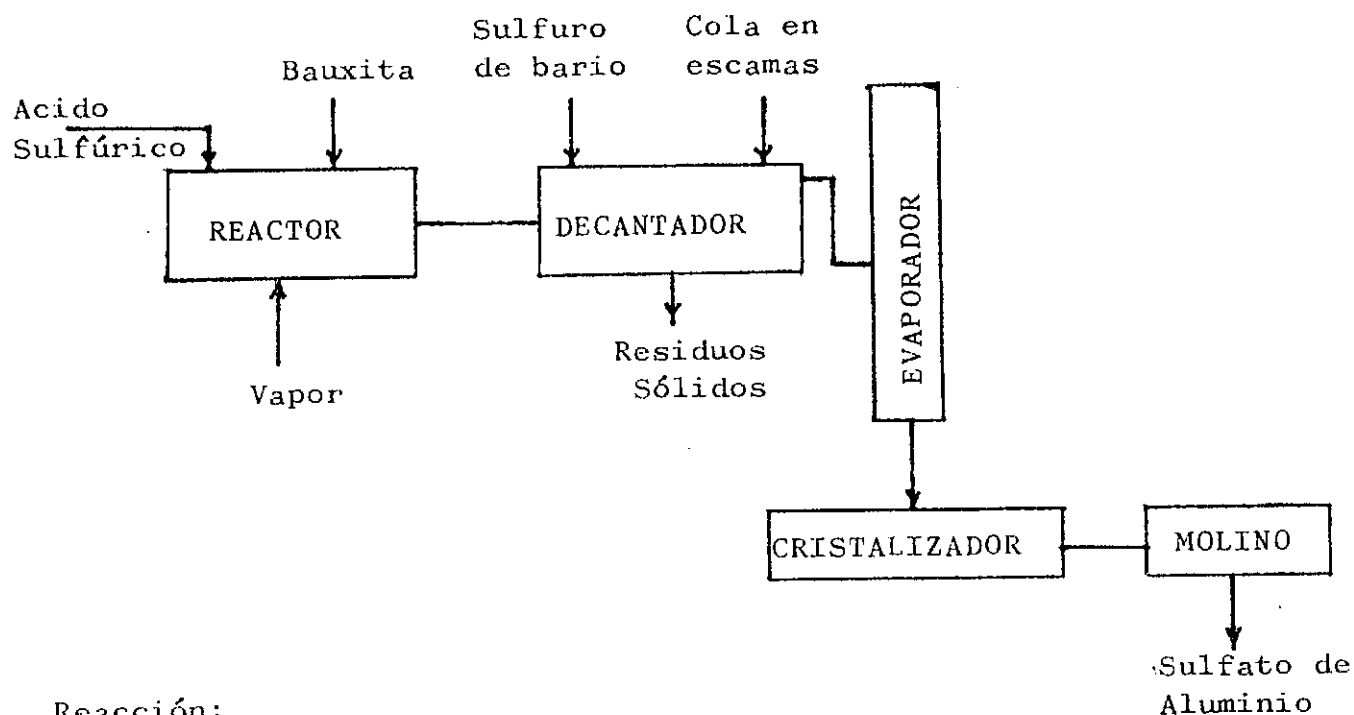 Sulfuro
de bario
Cola en
escamas
Bauxita
Acido
Sulfúrico
REACTOR
DECANTADOR
EVAPORADOR
Vapor
Residuos
Sólidos
CRISTALIZADOR
MOLINO
Sulfato de
Aluminio
Reacción: